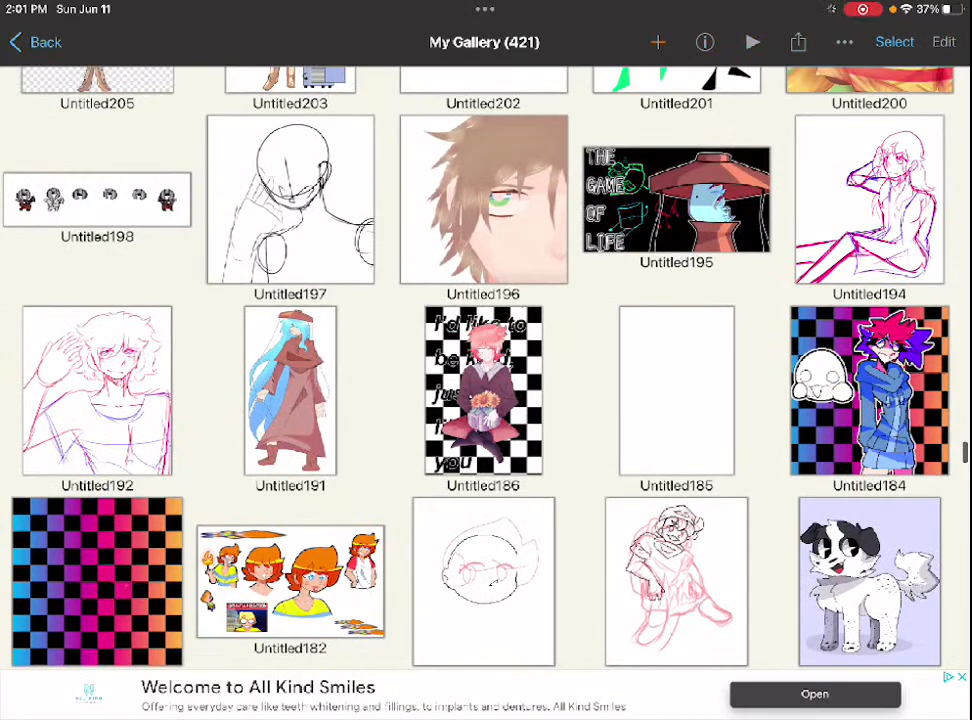 2:01 PM Sun Jun 11
37%
Back
My Gallery (421)
Select
Edit
Untitled205
Untitled203
Untitled202
Untitled201
Untitled200
THE
GAME
OF
LIFE
Untitled198
Untitled197
Untitled196
Untitled195
Untitled194
I'd like to
be
you
Untitled192
Untitled191
Untitled186
Untitled185
Untitled184
Untitled182
Welcome to All Kind Smiles
Offering everyday care like teeth whitening and fillings, to implants and dentures. All Kind Smiles
Open